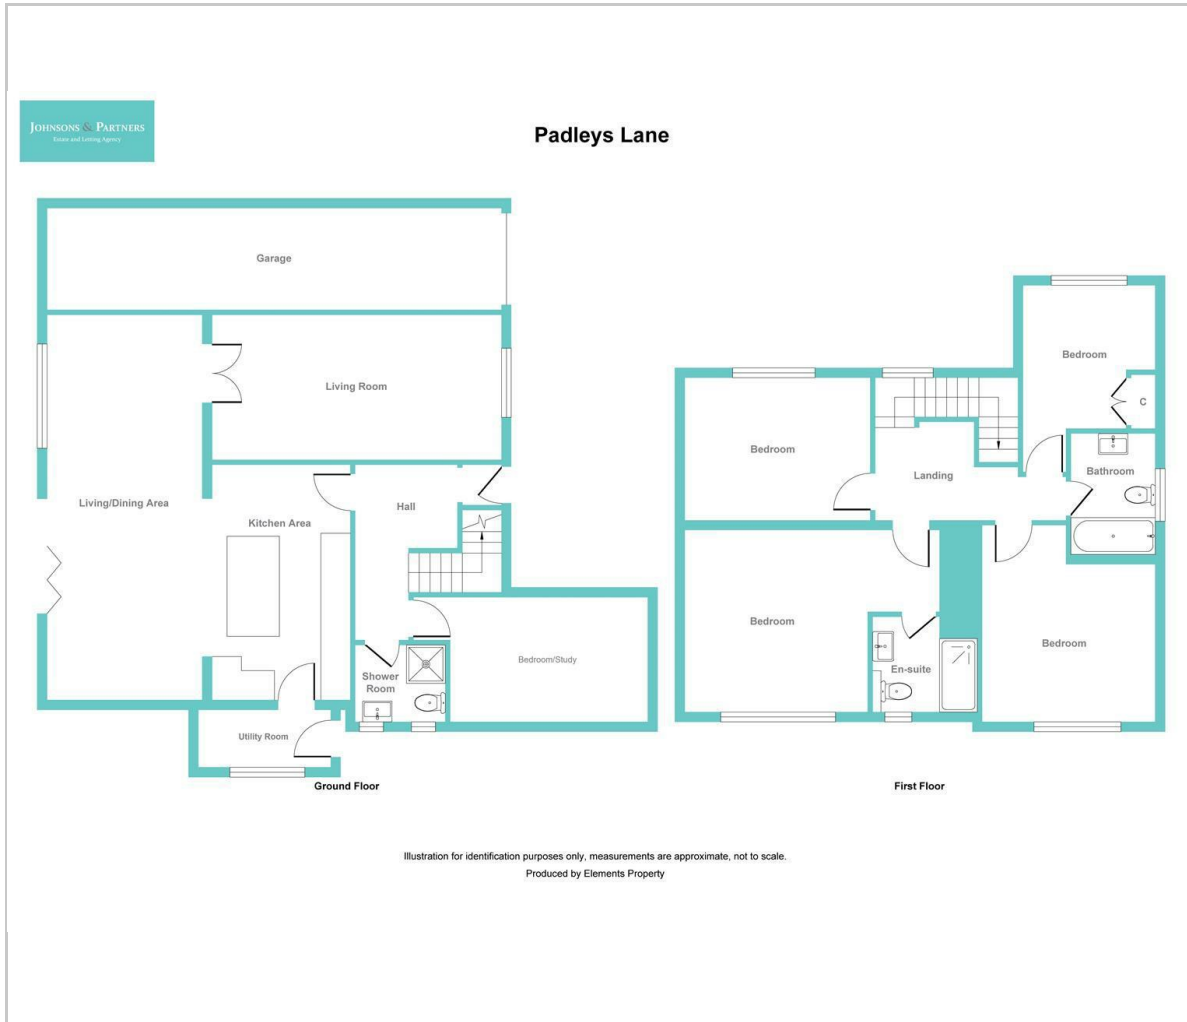 JOHNSONS & PARTNERS
Estate and Letting Agency
Padleys Lane
Garage
Living Room
Living/Dining Area
Kitchen Area
Hall
Bedroom/Study
Shower
Room
Utility Room
Ground Floor
Bedroom
C
Bedroom
Bathroom
Landing
Bedroom
Bedroom
En-suite
First Floor
Illustration for identification purposes only, measurements are approximate, not to scale.
Produced by Elements Property